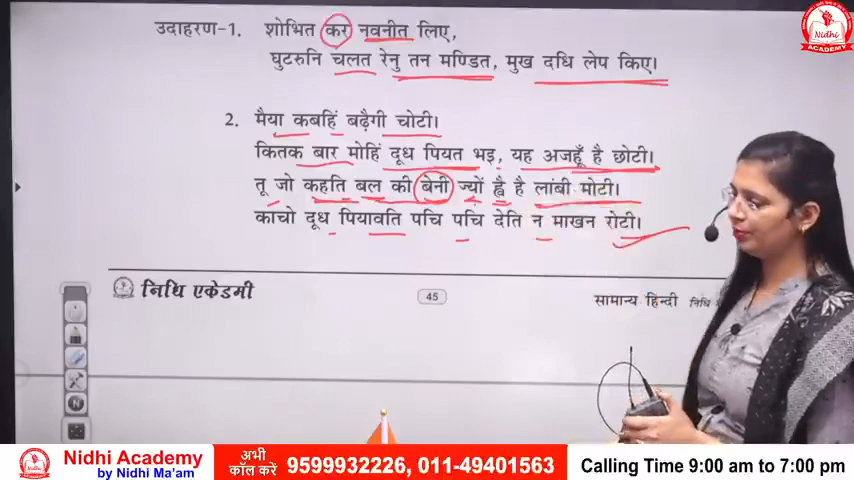 उदाहरण-1. शोभित कर नवनीत लिए,
घुटरुनि चलत रेनु तन मण्डित, मुख दधि लेप किए।
2. मैया कबहिं बढ़ैगी चोटी।
कितक बार मोहिं दूध पियत भइ, यह अजहूँ है छोटी।
तू जो कहति बल की बेनी ज्यों ह्वै है लांबी मोटी।
काचो दूध पियावति पचि पचि देति न माखन रोटी।
निधि एकेडमी
45
सामान्य हिन्दी निधि
N
Nidhi
ACADEMY
Nidhi Academy
by Nidhi Ma'am
अभी
कॉल करें
9599932226, 011-49401563
Calling Time 9:00 am to 7:00 pm